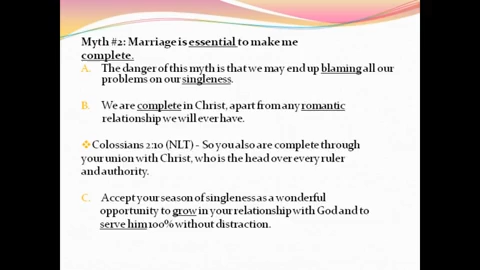 Myth #2: Marriage is essential to make me
complete.
A. The danger of this myth is that we may end up blaming all our
problems on our singleness.
B. We are complete in Christ, apart from any romantic
relationship we will ever have.
❖Colossians 2:10 (NLT) - So you also are complete through
your union with Christ, who is the head over every ruler
and authority.
C. Accept your season of singleness as a wonderful
opportunity to grow in your relationship with God and to
serve him 100% without distraction.